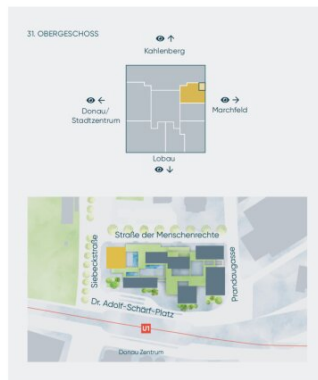 31. OBERGESCHOSS
Kahlenberg
Donau/
Stadtzentrum
Marchfeld
Lobau
Straße der Menschenrechte
Siebeckstraße
Prandaugasse
Dr. Adolf-Schärf-Platz
U1
Donau Zentrum